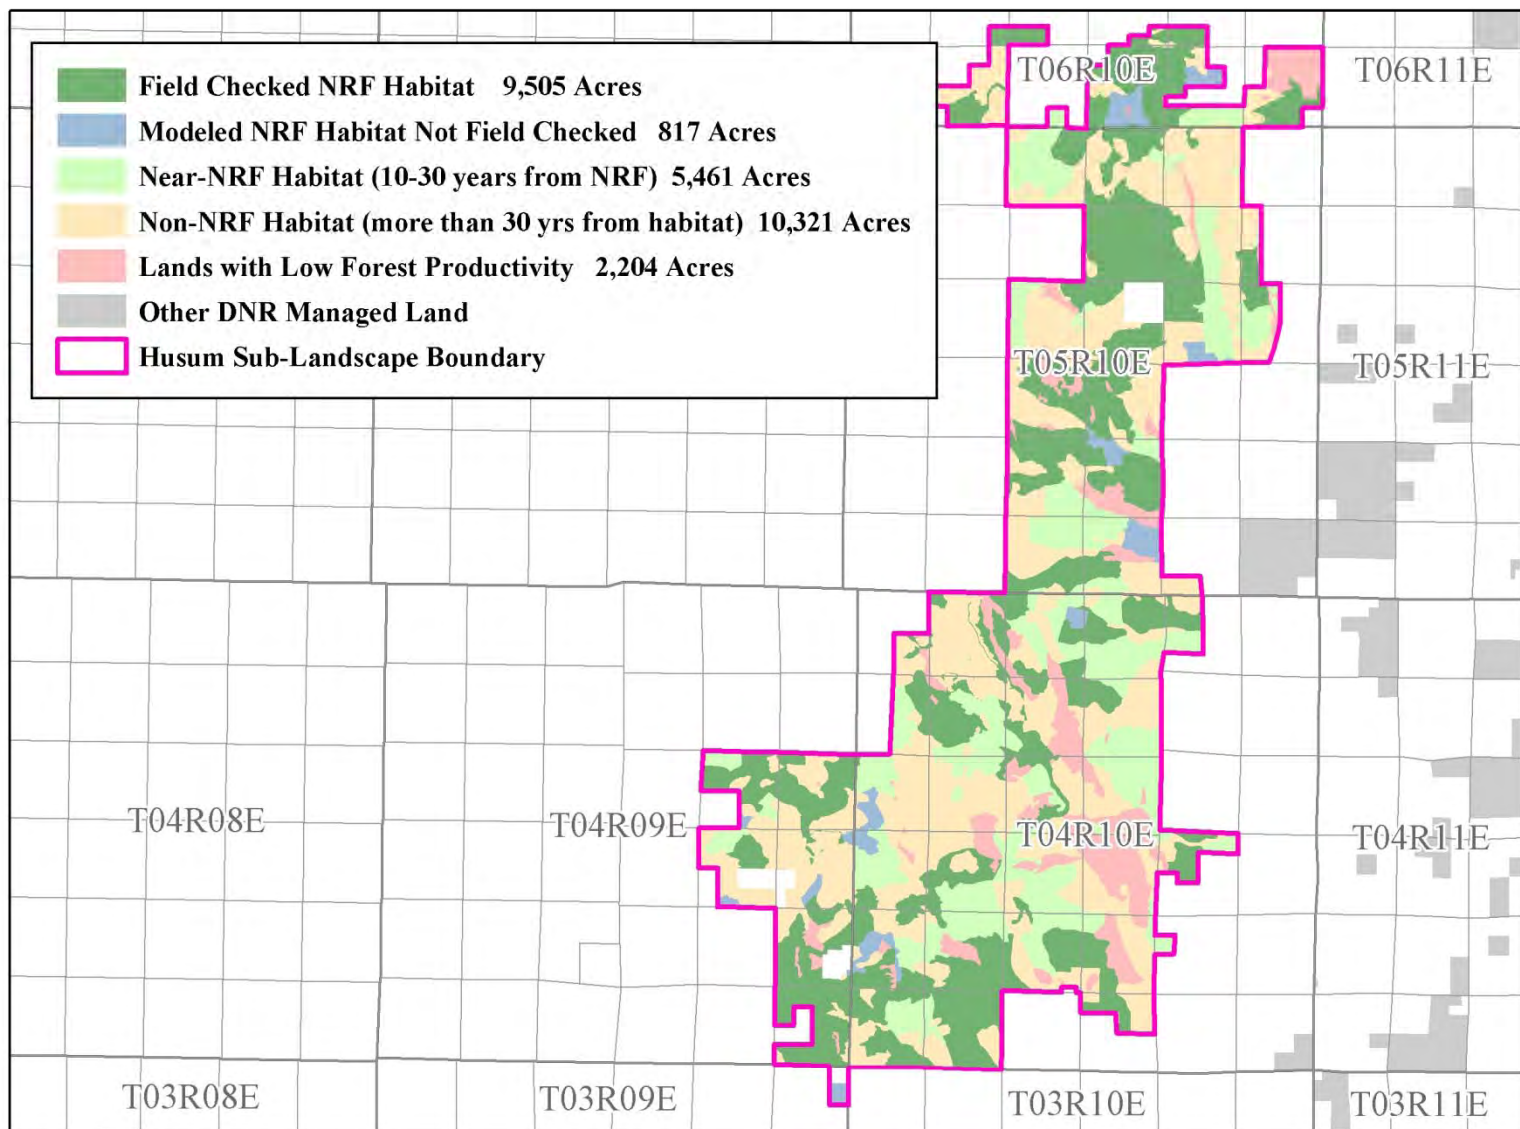 Field Checked NRF Habitat 9,505 Acres
Modeled NRF Habitat Not Field Checked 817 Acres
Near-NRF Habitat (10-30 years from NRF) 5,461 Acres
Non-NRF Habitat (more than 30 yrs from habitat) 10,321 Acres
Lands with Low Forest Productivity 2,204 Acres
Other DNR Managed Land
Husum Sub-Landscape Boundary
T06R10E
T06R11E
T05R10E
T05R11E
T04R08E
T04R09E
T04R10E
T04R11E
T03R08E
T03R09E
T03R10E
T03R11E